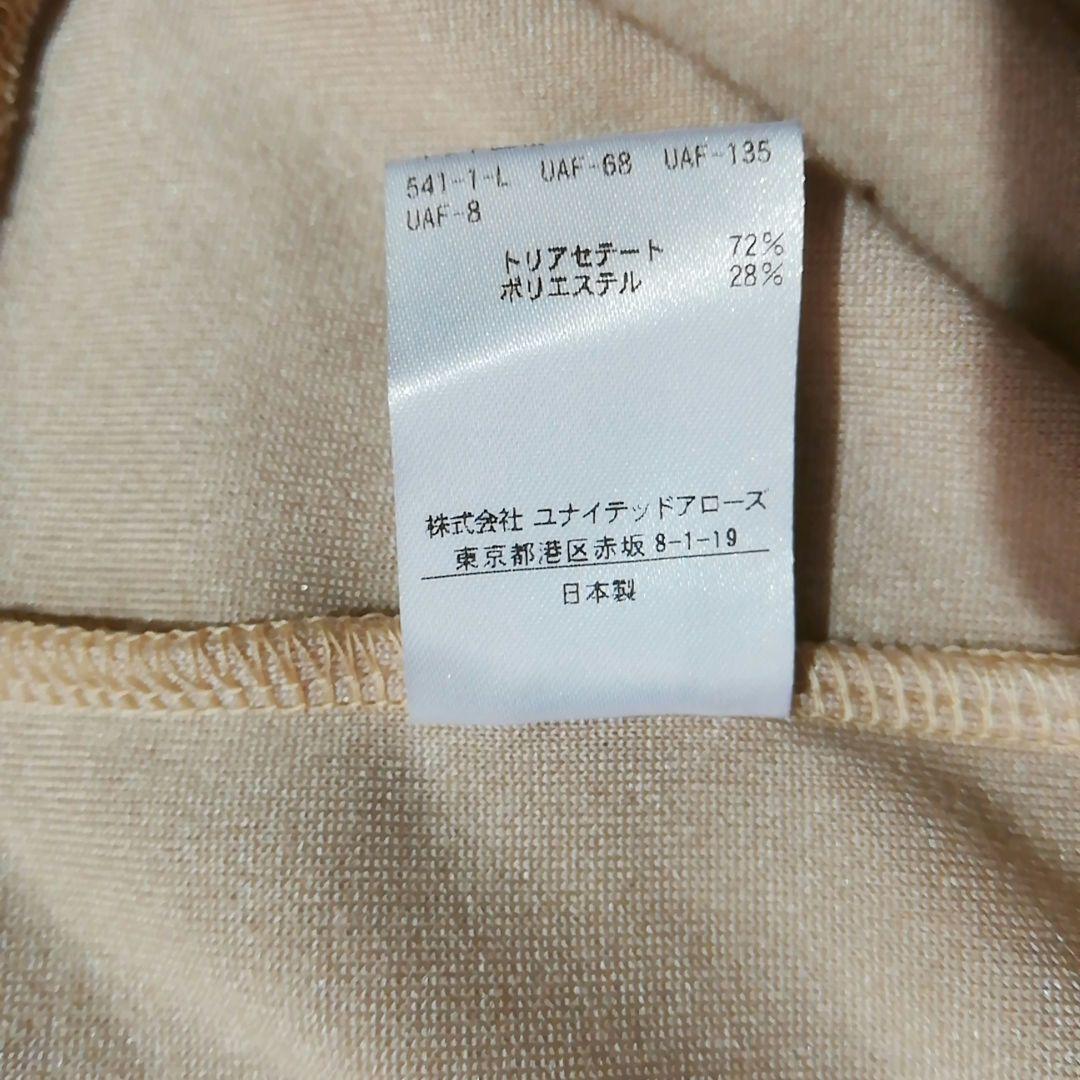 541-1-L UAF-68 UAF-135
UAF-8
トリアセテート 72%
ポリエステル 28%
株式会社 ユナイテッドアローズ
東京都港区赤坂 8-1-19
日本製